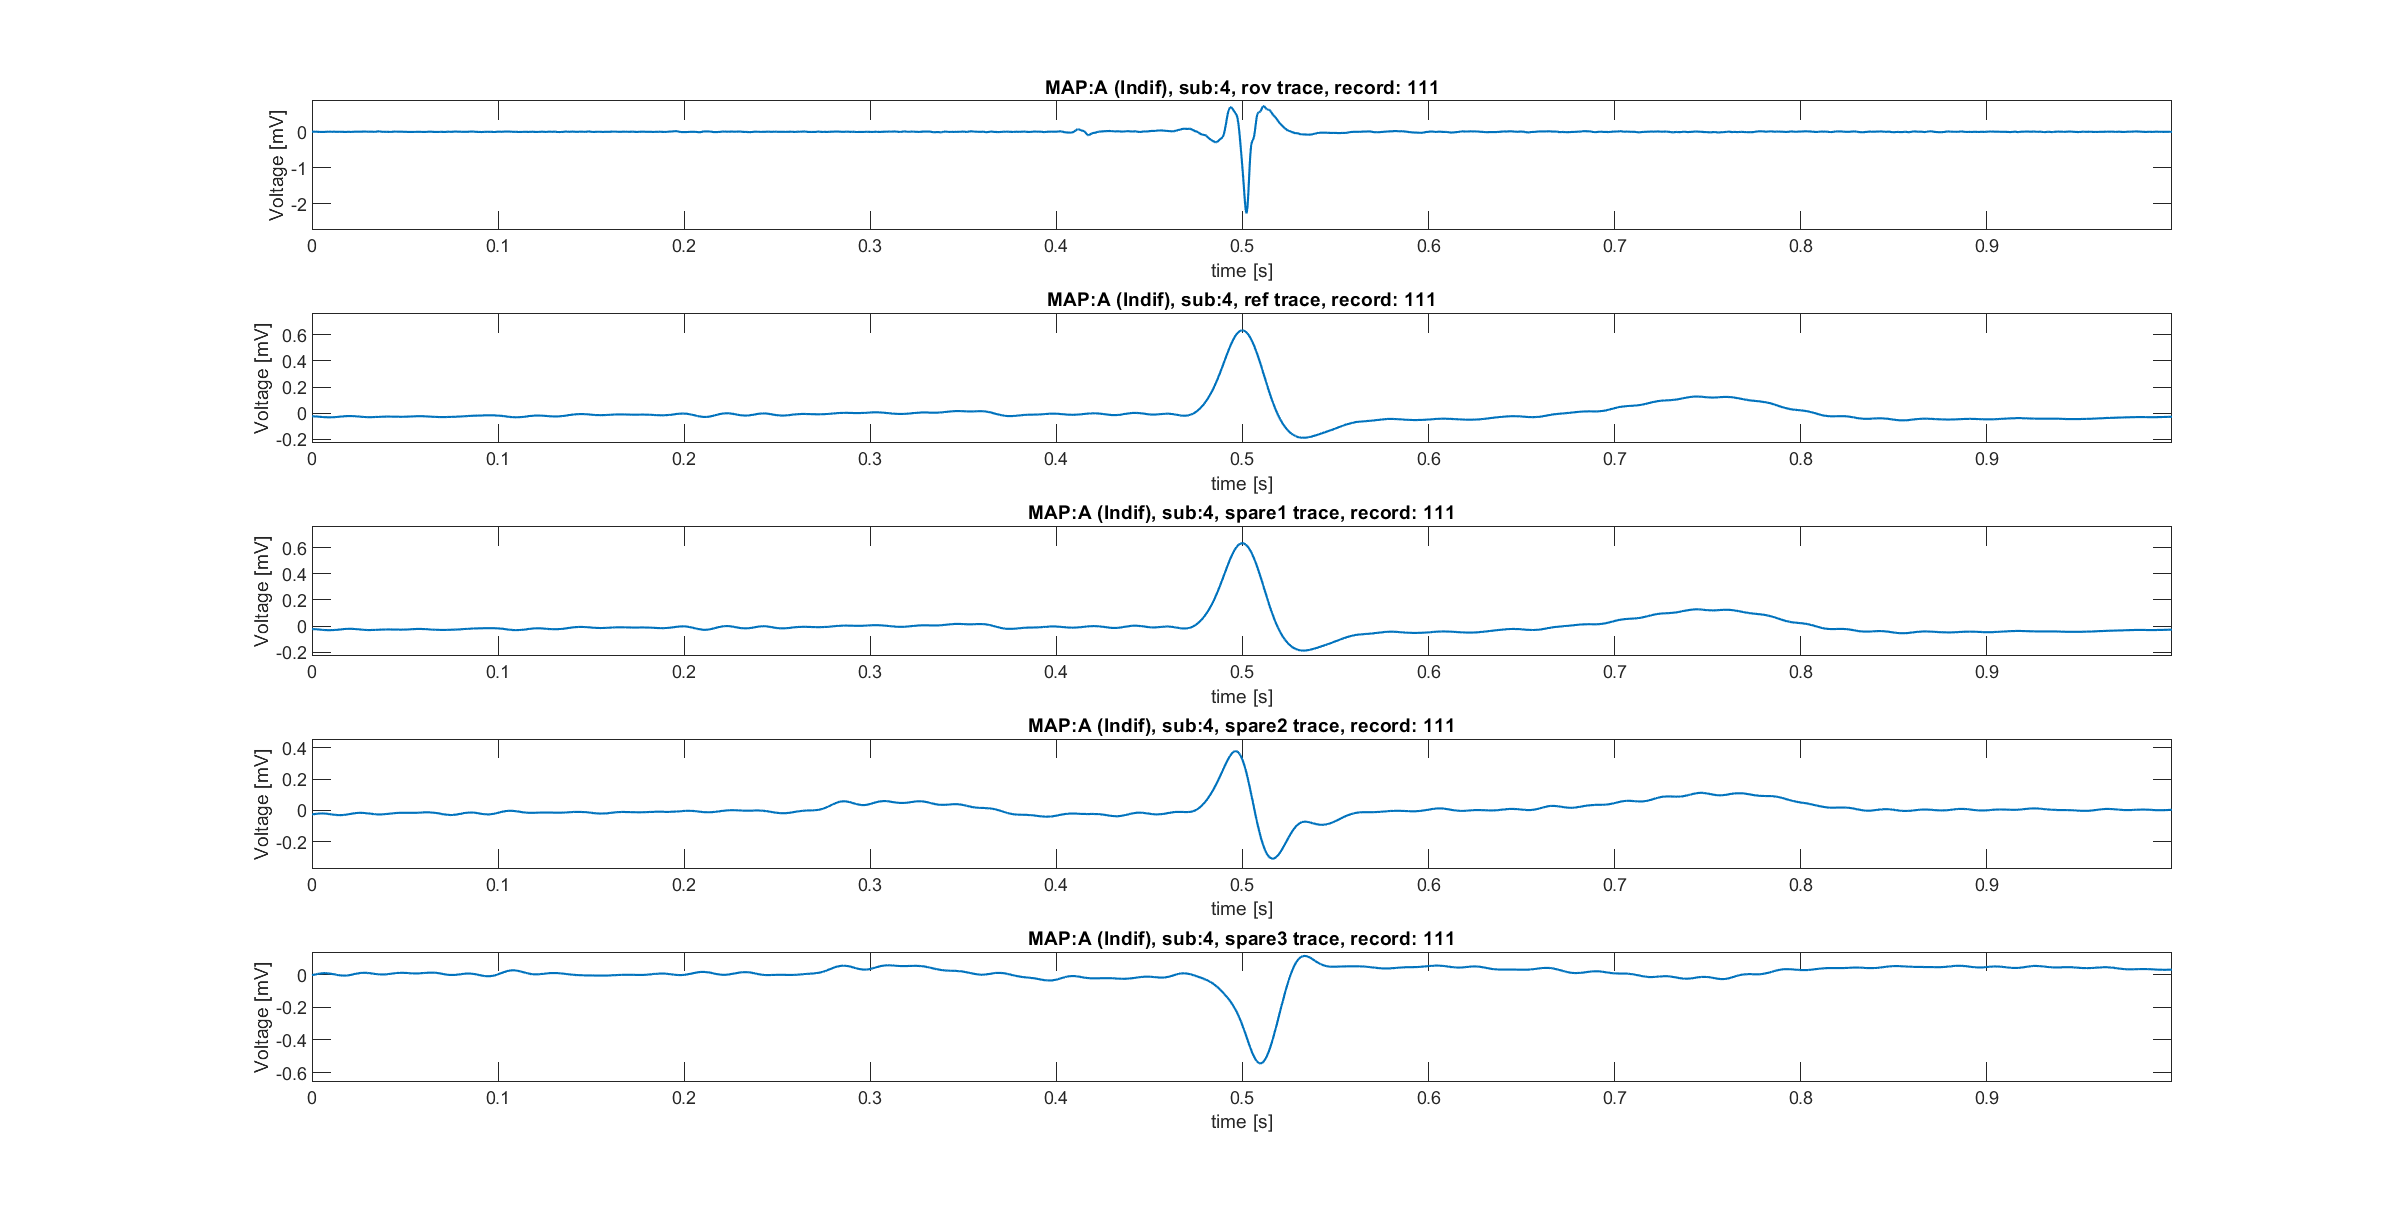 MAP:A (Indif), sub:4, rov trace, record: 111
Voltage [mV]
0
-1
-2
0 0.1 0.2 0.3 0.4 0.5 0.6 0.7 0.8 0.9
time [s]
MAP:A (Indif), sub:4, ref trace, record: 111
Voltage [mV]
0.6
0.4
0.2
0
-0.2
0 0.1 0.2 0.3 0.4 0.5 0.6 0.7 0.8 0.9
time [s]
MAP:A (Indif), sub:4, spare1 trace, record: 111
Voltage [mV]
0.6
0.4
0.2
0
-0.2
0 0.1 0.2 0.3 0.4 0.5 0.6 0.7 0.8 0.9
time [s]
MAP:A (Indif), sub:4, spare2 trace, record: 111
Voltage [mV]
0.4
0.2
0
-0.2
0 0.1 0.2 0.3 0.4 0.5 0.6 0.7 0.8 0.9
time [s]
MAP:A (Indif), sub:4, spare3 trace, record: 111
Voltage [mV]
0
-0.2
-0.4
-0.6
0 0.1 0.2 0.3 0.4 0.5 0.6 0.7 0.8 0.9
time [s]